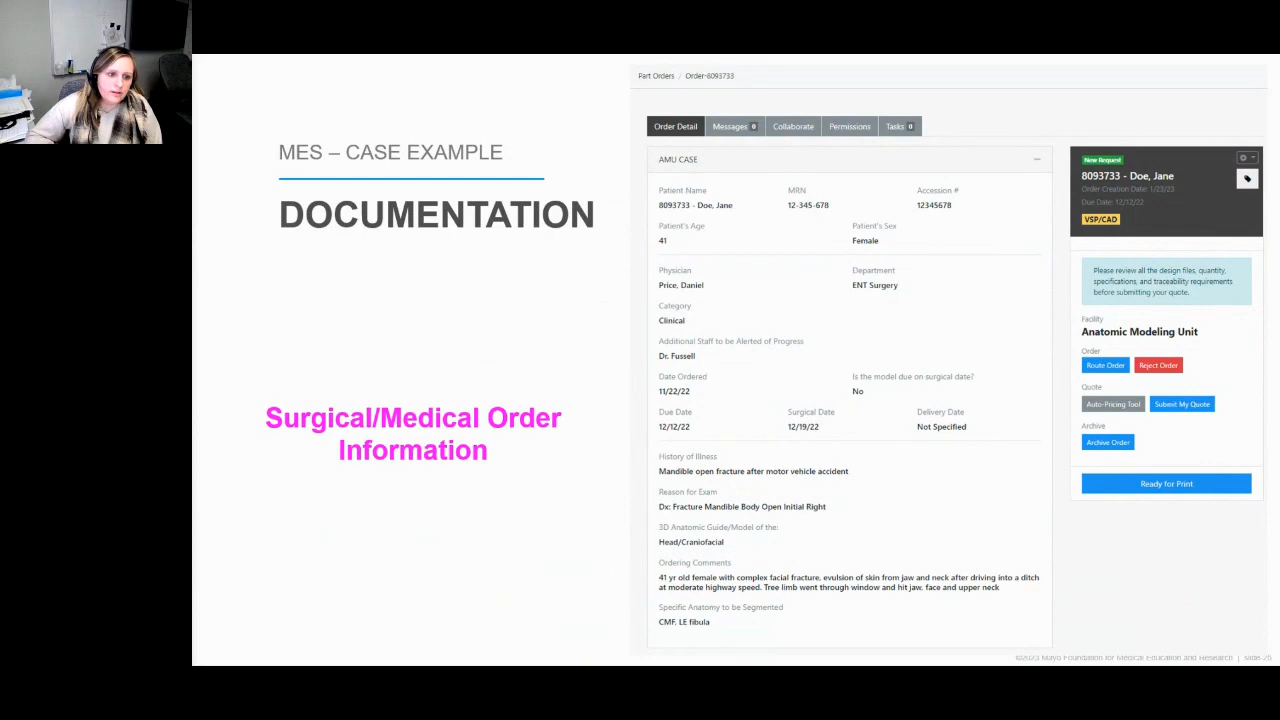 MES – CASE EXAMPLE
DOCUMENTATION
Surgical/Medical Order
Information
Part Orders / Order-8093733
Order Detail Messages 0 Collaborate Permissions Tasks 0
AMU CASE
Patient Name MRN Accession #
8093733 - Doe, Jane 12-345-678 12345678
Patient's Age Patient's Sex
41 Female
Physician Department
Price, Daniel ENT Surgery
Category
Clinical
Additional Staff to be Alerted of Progress
Dr. Fussell
Date Ordered Is the model due on surgical date?
11/22/22 No
Due Date Surgical Date Delivery Date
12/12/22 12/19/22 Not Specified
History of Illness
Mandible open fracture after motor vehicle accident
Reason for Exam
Dx: Fracture Mandible Body Open Initial Right
3D Anatomic Guide/Model of the:
Head/Craniofacial
Ordering Comments
41 yr old female with complex facial fracture, evulsion of skin from jaw and neck after driving into a ditch
at moderate highway speed. Tree limb went through window and hit jaw, face and upper neck
Specific Anatomy to be Segmented
CMF, LE fibula
New Request
8093733 - Doe, Jane
Order Creation Date: 1/23/23
Due Date: 12/12/22
VSP/CAD
Please review all the design files, quantity,
specifications, and traceability requirements
before submitting your quote.
Facility
Anatomic Modeling Unit
Order
Route Order Reject Order
Quote
Auto-Pricing Tool Submit My Quote
Archive
Archive Order
Ready for Print
©2023 Mayo Foundation for Medical Education and Research | slide-25